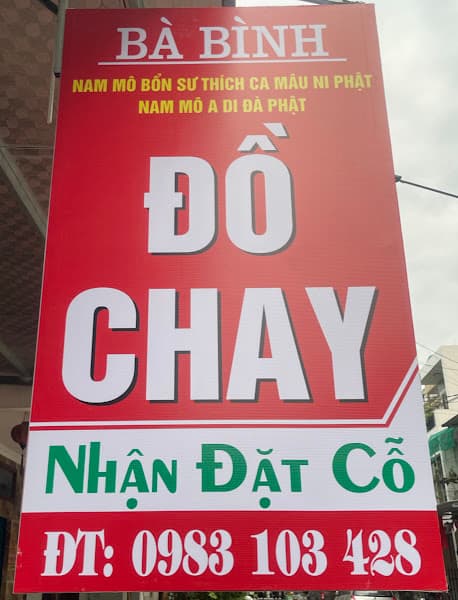 BÀ BÌNH
NAM MÔ BỔN SƯ THÍCH CA MÂU NI PHẬT
NAM MÔ A DI ĐÀ PHẬT
ĐỒ
CHAY
NHẬN ĐẶT CỖ
ĐT: 0983 103 428